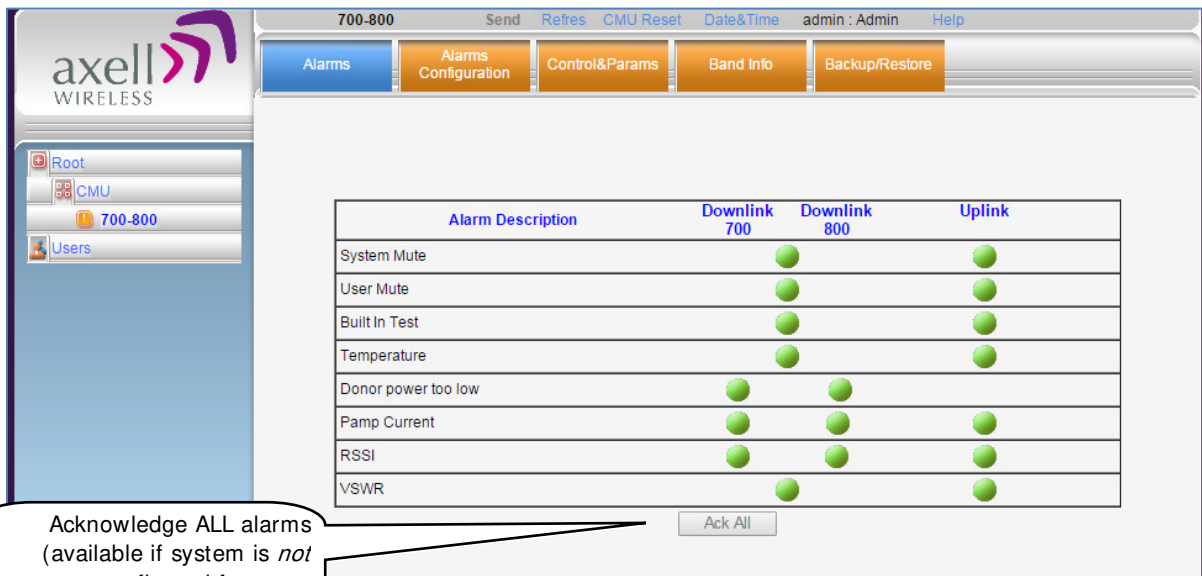 700-800 Send Refres CMU Reset Date&Time admin : Admin Help
axell
WIRELESS
Alarms
Alarms
Configuration
Control&Params
Band Info
Backup/Restore
Root
CMU
700-800
Users
Alarm Description
Downlink
700
Downlink
800
Uplink
System Mute
User Mute
Built In Test
Temperature
Donor power too low
Pamp Current
RSSI
VSWR
Ack All
Acknowledge ALL alarms
(available if system is not